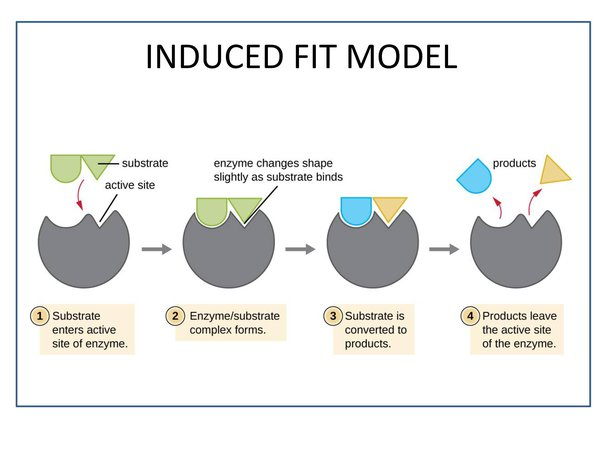 INDUCED FIT MODEL
substrate
active site
enzyme changes shape
slightly as substrate binds
products
1 Substrate
enters active
site of enzyme.
2 Enzyme/substrate
complex forms.
3 Substrate is
converted to
products.
4 Products leave
the active site
of the enzyme.